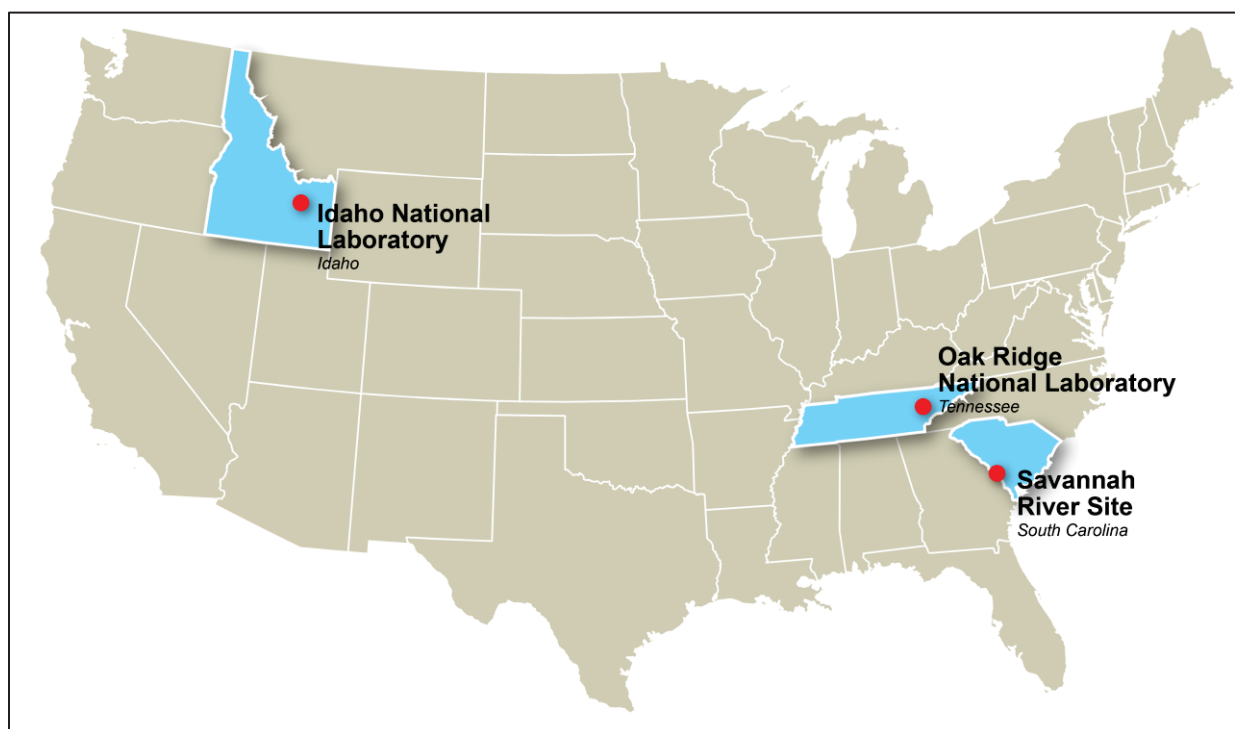 Idaho National
Laboratory
Idaho
Oak Ridge
National Laboratory
Tennessee
Savannah
River Site
South Carolina